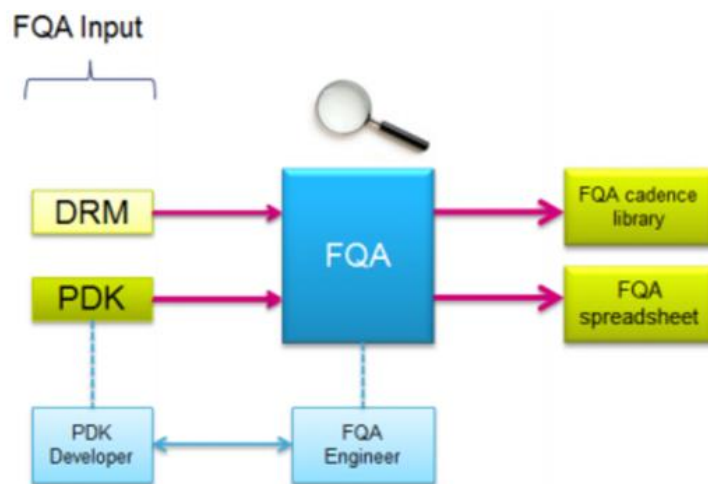 FQA Input
DRM
PDK
FQA
FQA cadence
library
FQA
spreadsheet
PDK
Developer
FQA
Engineer